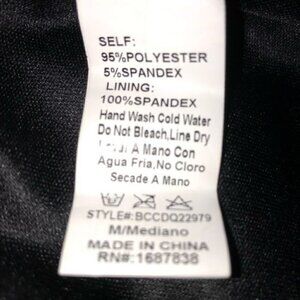 SELF:
95%POLYESTER
5%SPANDEX
LINING:
100%SPANDEX
Hand Wash Cold Water
Do Not Bleach,Line Dry
A Mano Con
Agua Fria,No Cloro
Secade A Mano
STYLE#:BCCDQ22979
M/Mediano
MADE IN CHINA
RN#:1687838